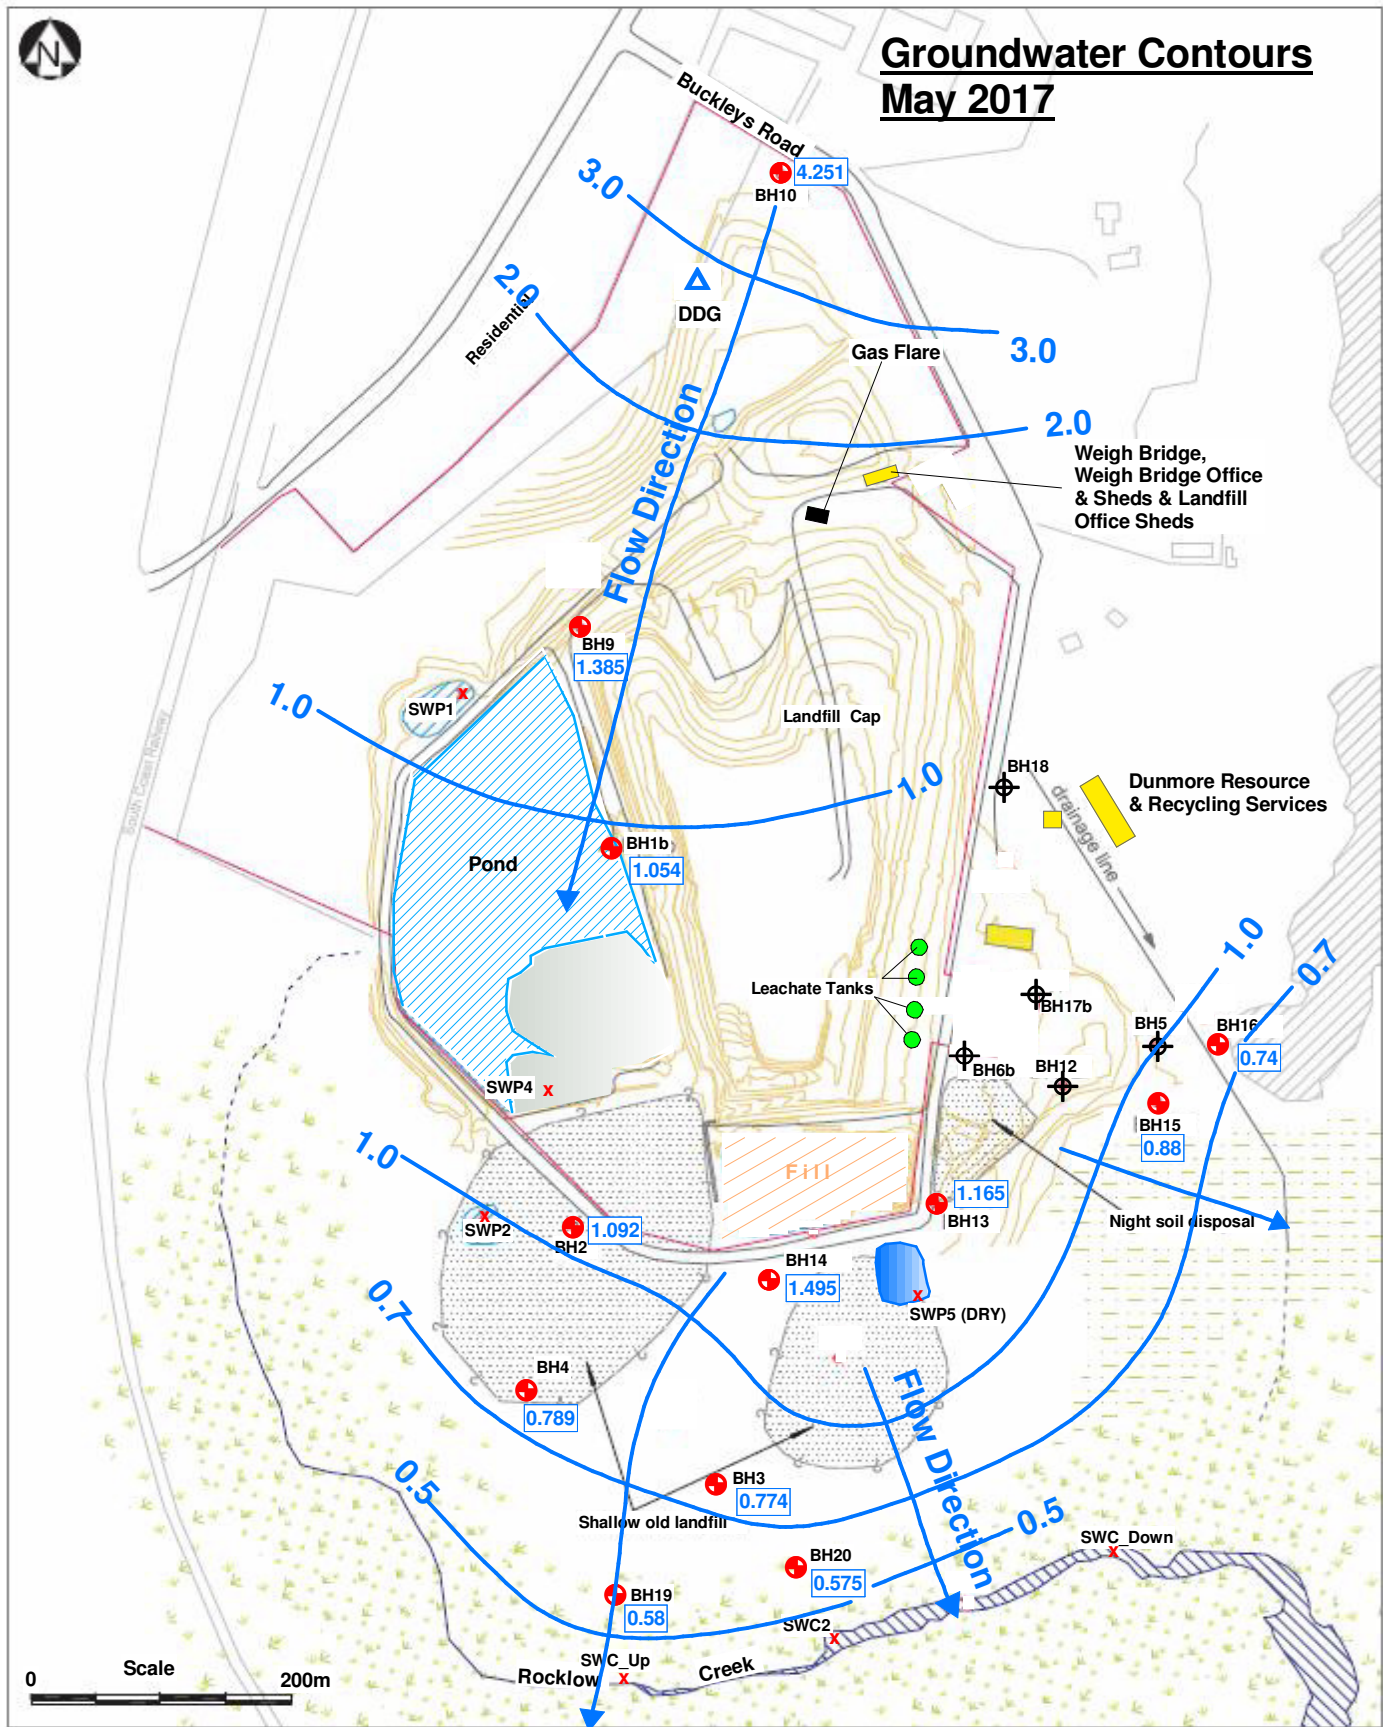 N
Groundwater Contours
May 2017
Buckleys Road
4.251
BH10
3.0
2.0
DDG
Residential
3.0
Gas Flare
2.0
Weigh Bridge,
Weigh Bridge Office
& Sheds & Landfill
Office Sheds
Flow Direction
BH9
1.385
SWP1
1.0
Landfill Cap
BH18
1.0
Dunmore Resource
& Recycling Services
South Coast Railway
drainage line
BH1b
1.054
Pond
1.0
0.7
Leachate Tanks
BH17b
BH5
BH16
0.74
BH6b
BH12
SWP4
BH15
0.88
1.0
Fill
1.165
BH13
Night soil disposal
SWP2
BH2
1.092
BH14
1.495
SWP5 (DRY)
0.7
BH4
0.789
Flow Direction
BH3
0.774
0.5
Shallow old landfill
0.5
SWC_Down
BH20
0.575
BH19
0.58
SWC2
SWC_Up
Rocklow Creek
0 Scale 200m